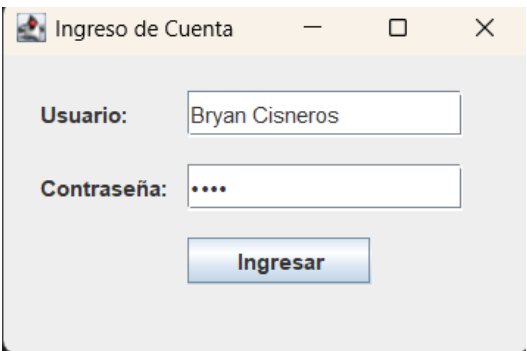 Ingreso de Cuenta
Usuario: Bryan Cisneros
Contraseña: ••••
Ingresar